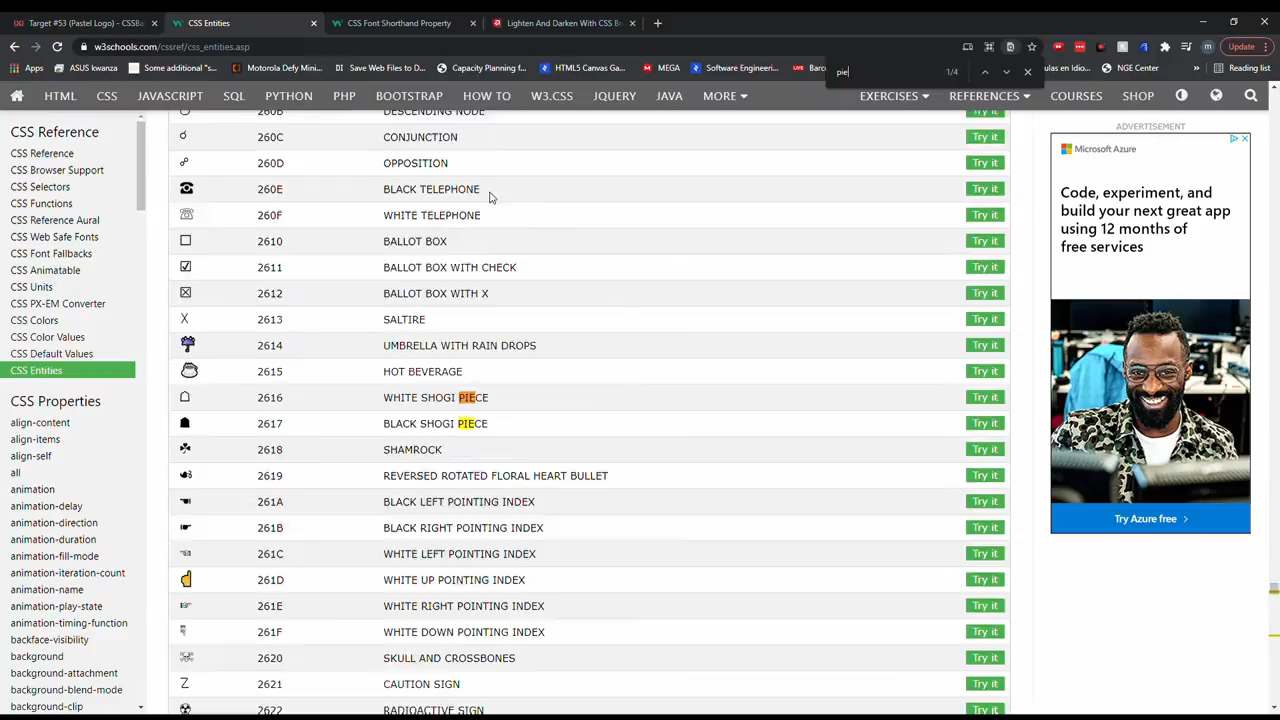 Target #53 (Pastel Logo) - CSSBa
CSS Entities
CSS Font Shorthand Property
Lighten And Darken With CSS Br
w3schools.com/cssref/css_entities.asp
Update
Apps
ASUS kwanza
Some additional "s...
Motorola Defy Mini...
Directory List of
Files to D...
Capacity Planning f...
HTML5 Canvas Ga...
MEGA
Software Engineeri...
LIVE
Baro
ulas en Idio...
NGE Center
Reading list
pie
1/4
HTML
CSS
JAVASCRIPT
SQL
PYTHON
PHP
BOOTSTRAP
HOW TO
W3.CSS
JQUERY
JAVA
MORE
EXERCISES
REFERENCES
COURSES
SHOP
CSS Reference
CSS Reference
CSS Browser Support
CSS Selectors
CSS Functions
CSS Reference Aural
CSS Web Safe Fonts
CSS Font Fallbacks
CSS Animatable
CSS Units
CSS PX-EM Converter
CSS Colors
CSS Color Values
CSS Default Values
CSS Entities
CSS Properties
align-content
align-items
align-self
all
animation
animation-delay
animation-direction
animation-duration
animation-fill-mode
animation-iteration-count
animation-name
animation-play-state
animation-timing-function
backface-visibility
background
background-attachment
background-blend-mode
background-clip
260B DESCENDING NODE
260C CONJUNCTION Try it
260D OPPOSITION Try it
260E BLACK TELEPHONE Try it
260F WHITE TELEPHONE Try it
2610 BALLOT BOX Try it
2611 BALLOT BOX WITH CHECK Try it
2612 BALLOT BOX WITH X Try it
2613 SALTIRE Try it
2614 UMBRELLA WITH RAIN DROPS Try it
2615 HOT BEVERAGE Try it
2616 WHITE SHOGI PIECE Try it
2617 BLACK SHOGI PIECE Try it
2618 SHAMROCK Try it
2619 REVERSED ROTATED FLORAL HEART BULLET Try it
261A BLACK LEFT POINTING INDEX Try it
261B BLACK RIGHT POINTING INDEX Try it
261C WHITE LEFT POINTING INDEX Try it
261D WHITE UP POINTING INDEX Try it
261E WHITE RIGHT POINTING INDEX Try it
261F WHITE DOWN POINTING INDEX Try it
2620 SKULL AND CROSSBONES Try it
2621 CAUTION SIGN Try it
2622 RADIOACTIVE SIGN Try it
ADVERTISEMENT
Microsoft Azure
Code, experiment, and
build your next great app
using 12 months of
free services
Try Azure free >